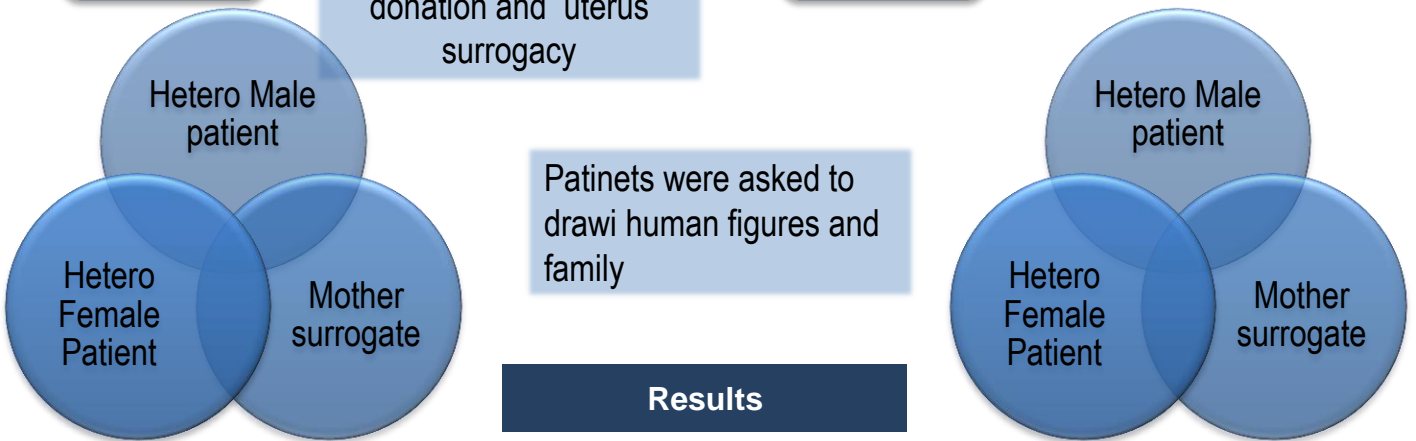 donation and uterus
surrogacy
Hetero Male
patient
Hetero
Female
Patient
Mother
surrogate
Patinets were asked to
drawi human figures and
family
Results
Hetero Male
patient
Hetero
Female
Patient
Mother
surrogate